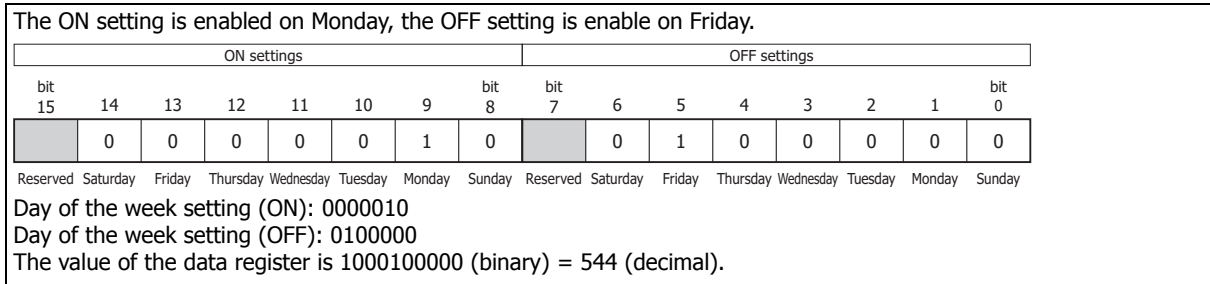 The ON setting is enabled on Monday, the OFF setting is enable on Friday.
ON settings OFF settings
bit bit bit bit
15 14 13 12 11 10 9 8 7 6 5 4 3 2 1 0
0 0 0 0 0 1 0 0 1 0 0 0 0 0
Reserved Saturday Friday Thursday Wednesday Tuesday Monday Sunday Reserved Saturday Friday Thursday Wednesday Tuesday Monday Sunday
Day of the week setting (ON): 0000010
Day of the week setting (OFF): 0100000
The value of the data register is 1000100000 (binary) = 544 (decimal).